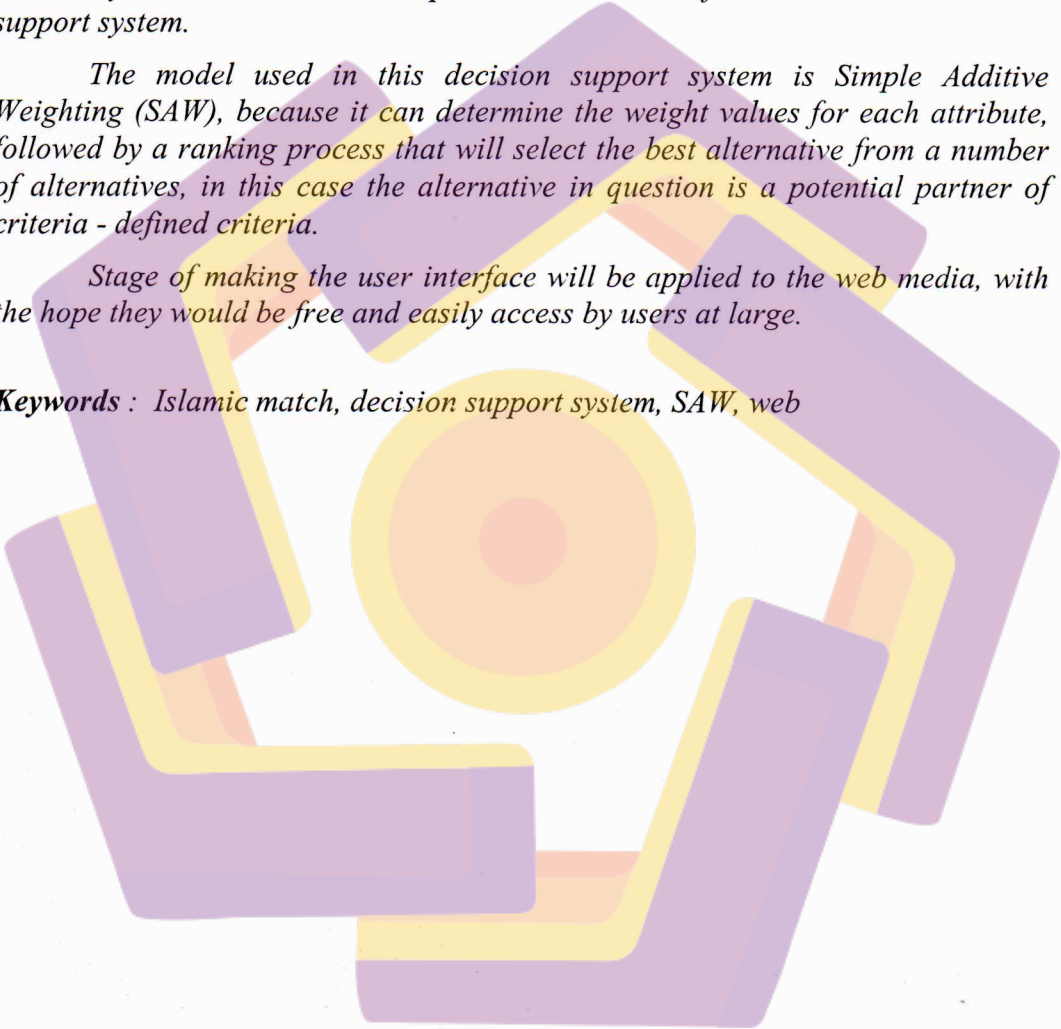 support system.
The model used in this decision support system is Simple Additive
Weighting (SAW), because it can determine the weight values for each attribute,
followed by a ranking process that will select the best alternative from a number
of alternatives, in this case the alternative in question is a potential partner of
criteria - defined criteria.
Stage of making the user interface will be applied to the web media, with
the hope they would be free and easily access by users at large.
Keywords : Islamic match, decision support system, SAW, web